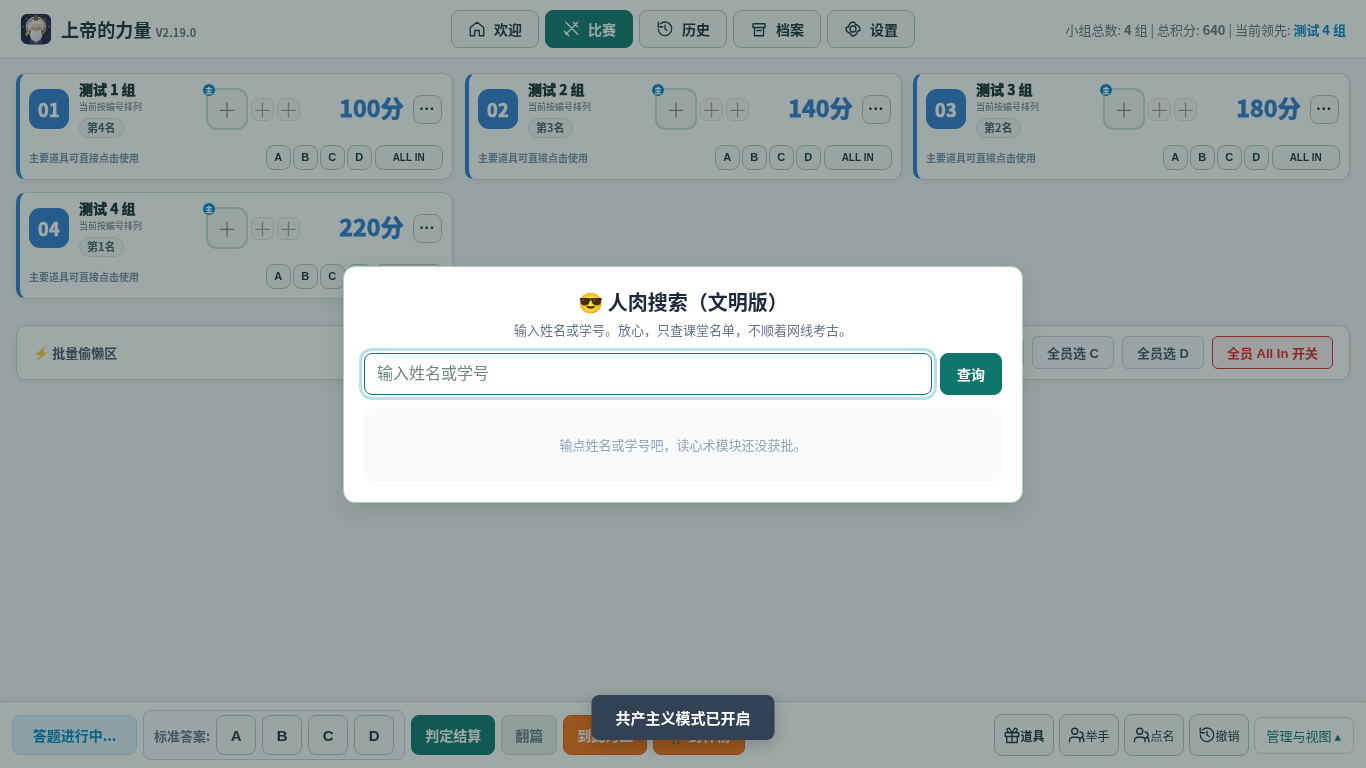 上帝的力量 V2.19.0
欢迎
比赛
历史
档案
设置
小组总数: 4 组 | 总积分: 640 | 当前领先: 测试 4 组
01
测试 1 组
当前按编号排列
第4名
主
100分
主要道具可直接点击使用
A
B
C
D
ALL IN
02
测试 2 组
当前按编号排列
第3名
主
140分
主要道具可直接点击使用
A
B
C
D
ALL IN
03
测试 3 组
当前按编号排列
第2名
主
180分
主要道具可直接点击使用
A
B
C
D
ALL IN
04
测试 4 组
当前按编号排列
第1名
主
220分
主要道具可直接点击使用
A
B
C
😎 人肉搜索（文明版）
输入姓名或学号。放心，只查课堂名单，不顺着网线考古。
输入姓名或学号
查询
输点姓名或学号吧，读心术模块还没获批。
⚡ 批量偷懒区
全员选 C
全员选 D
全员 All In 开关
共产主义模式已开启
答题进行中...
标准答案:
A
B
C
D
判定结算
翻篇
道具
举手
点名
撤销
管理与视图 ▴